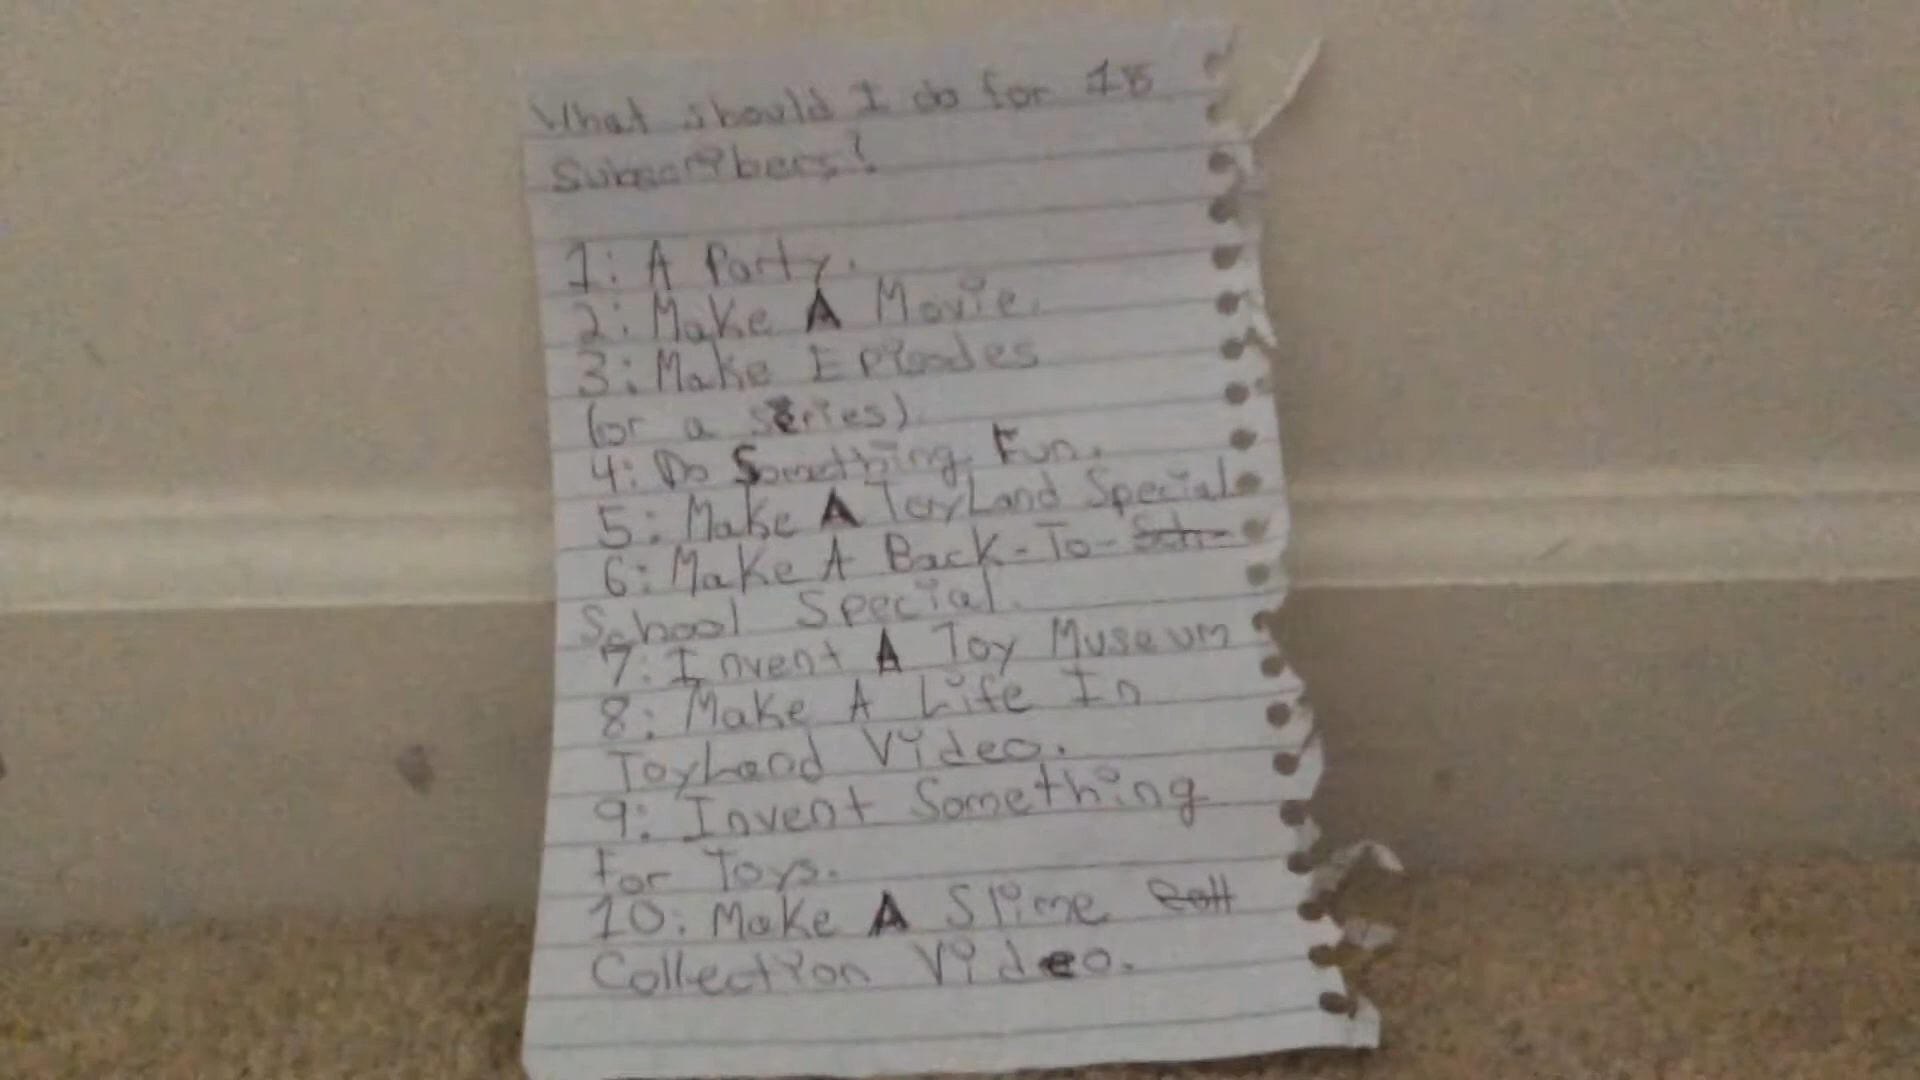 What should I do for 18
Subscribers?
1: A Party.
2: Make A Movie.
3: Make Episodes
(or a series).
4: Do Something Fun.
5: Make A ToyLand Special.
6: Make A Back-To-Sch-
School Special.
7: Invent A Toy Museum
8: Make A Life In
ToyLand Video.
9: Invent Something
For Toys.
10: Make A Slime
Collection Video.